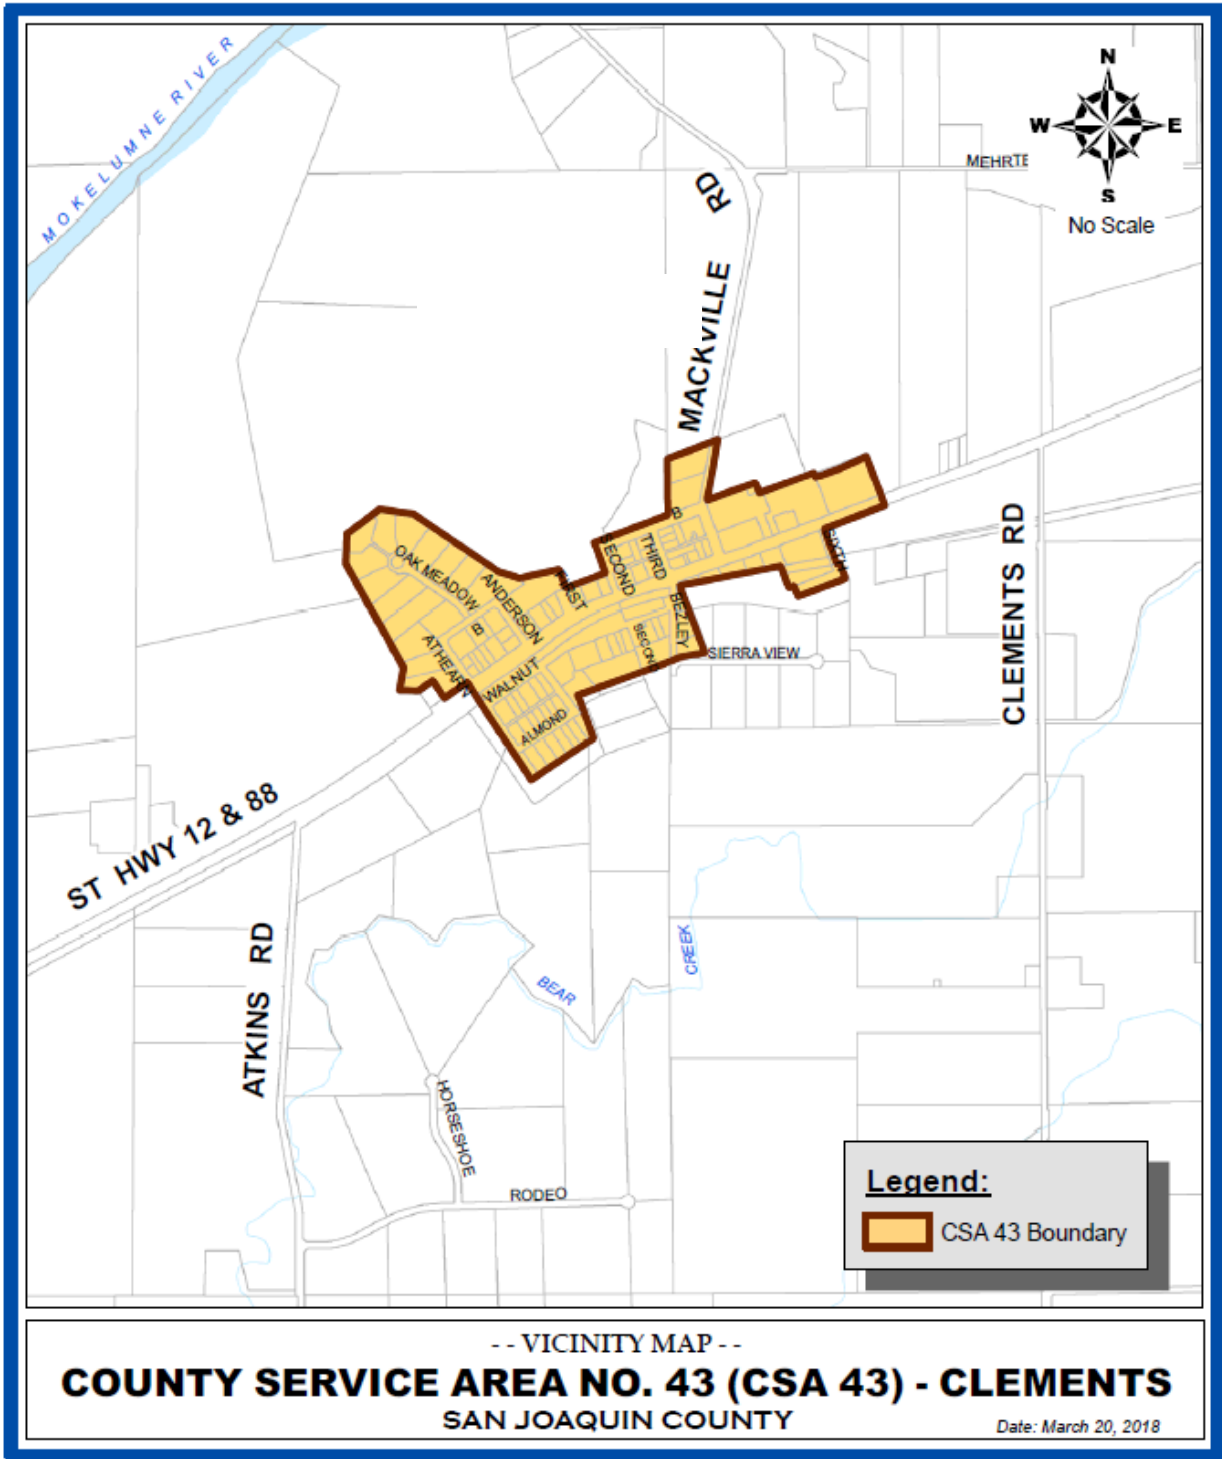 MOKELUMNE RIVER
N
W
E
S
No Scale
MEHRTE
MACKVILLE RD
B
SIXTH
THIRD
SECOND
FIRST
OAK MEADOW
ANDERSON
B
BEZLEY
SECOND
ATHEARN
WALNUT
SIERRA VIEW
ALMOND
CLEMENTS RD
ST HWY 12 & 88
ATKINS RD
BEAR
CREEK
HORSESHOE
RODEO
Legend:
CSA 43 Boundary
- - VICINITY MAP - -
COUNTY SERVICE AREA NO. 43 (CSA 43) - CLEMENTS
SAN JOAQUIN COUNTY
Date: March 20, 2018